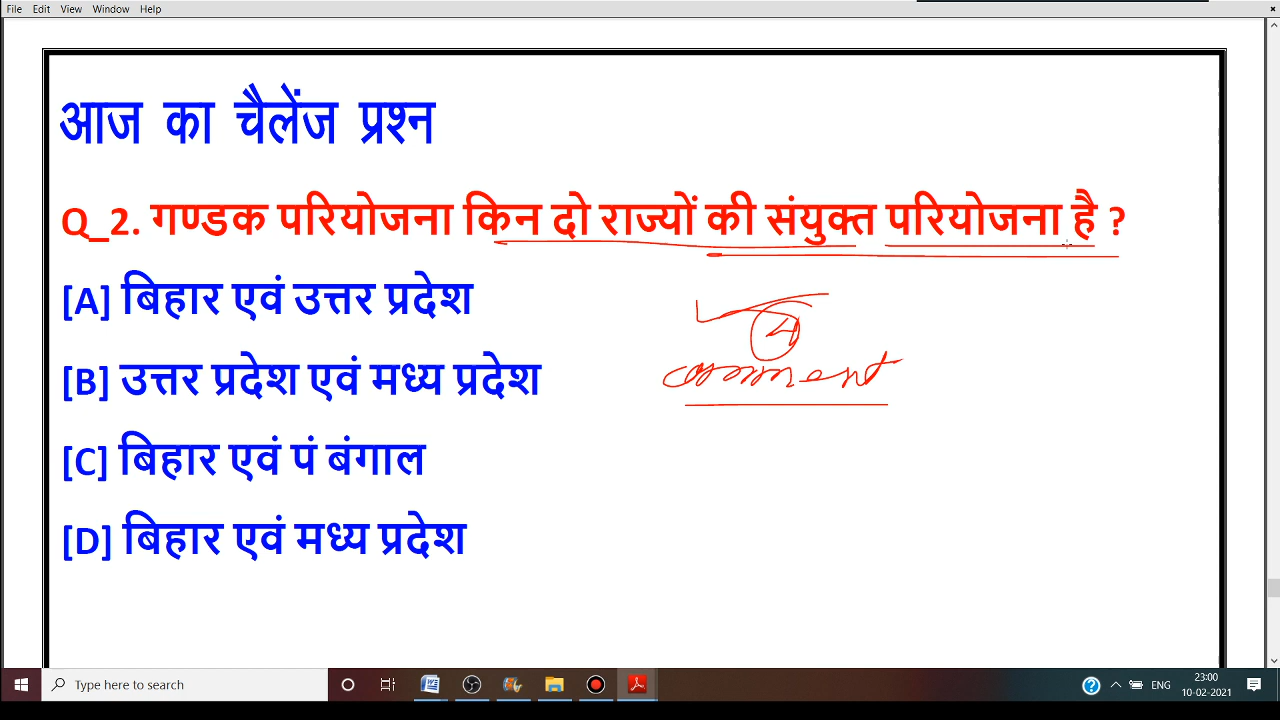 File Edit View Window Help
आज का चैलेंज प्रश्न
Q_2. गण्डक परियोजना किन दो राज्यों की संयुक्त परियोजना है ?
[A] बिहार एवं उत्तर प्रदेश
4
[B] उत्तर प्रदेश एवं मध्य प्रदेश
comment
[C] बिहार एवं पं बंगाल
[D] बिहार एवं मध्य प्रदेश
Type here to search
ENG
23:00
10-02-2021